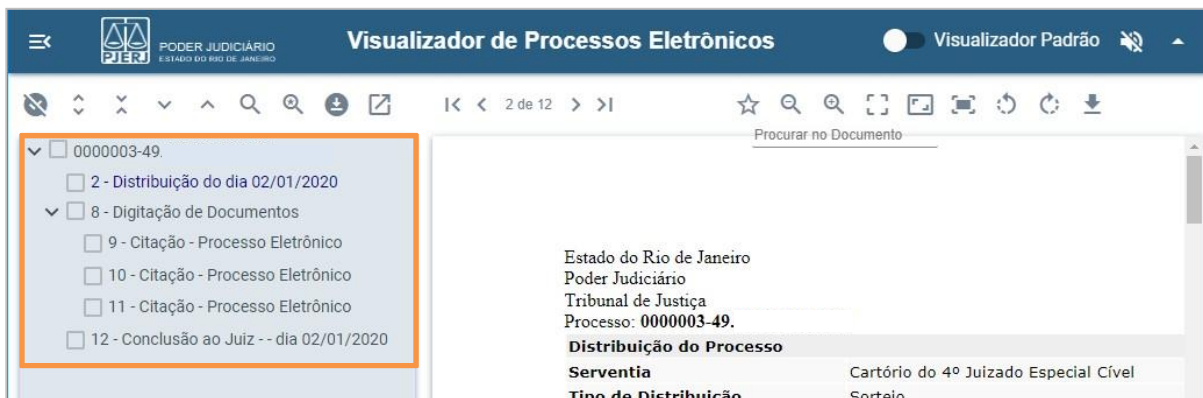 PODER JUDICIÁRIO
ESTADO DO RIO DE JANEIRO
PJERJ
Visualizador de Processos Eletrônicos
Visualizador Padrão
2 de 12
Procurar no Documento
0000003-49.
2 - Distribuição do dia 02/01/2020
8 - Digitação de Documentos
9 - Citação - Processo Eletrônico
10 - Citação - Processo Eletrônico
11 - Citação - Processo Eletrônico
12 - Conclusão ao Juiz - - dia 02/01/2020
Estado do Rio de Janeiro
Poder Judiciário
Tribunal de Justiça
Processo: 0000003-49.
Distribuição do Processo
Serventia Cartório do 4º Juizado Especial Cível
Tipo de Distribuição Sorteio